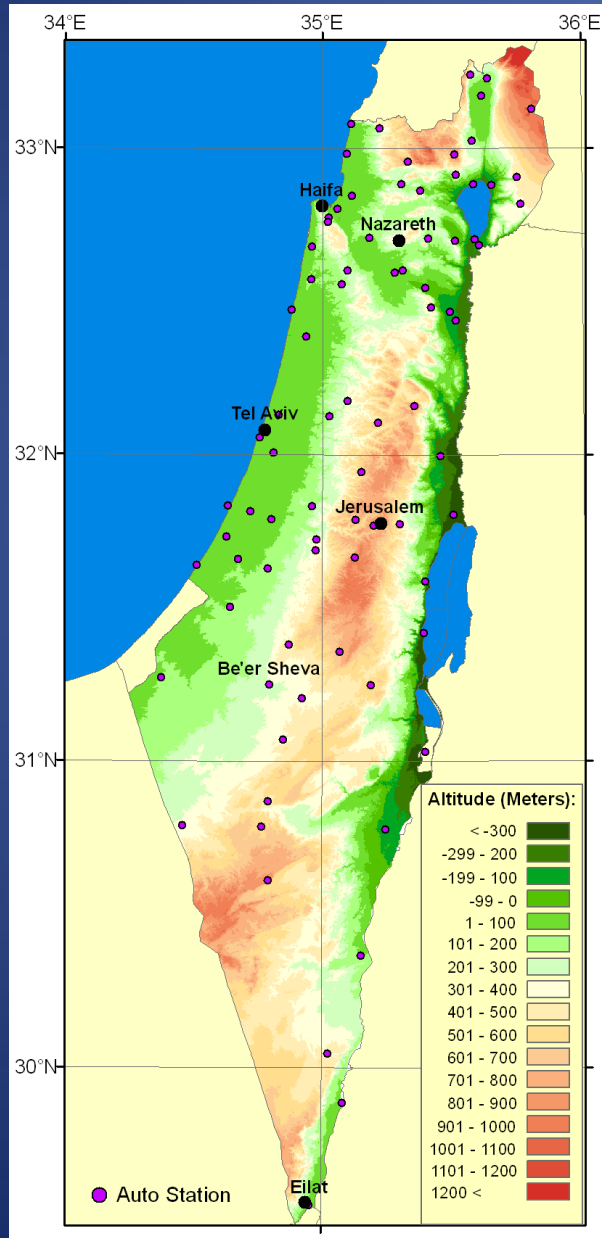 34°E
35°E
36°E
33°N
Haifa
Nazareth
Tel Aviv
32°N
Jerusalem
Be'er Sheva
31°N
Altitude (Meters):
< -300
-299 - 200
-199 - 100
-99 - 0
1 - 100
101 - 200
201 - 300
301 - 400
401 - 500
501 - 600
601 - 700
701 - 800
801 - 900
901 - 1000
1001 - 1100
1101 - 1200
1200 <
30°N
Eilat
Auto Station